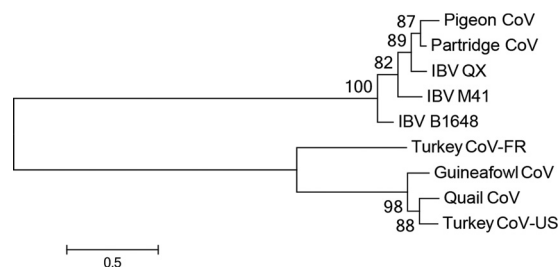 87 Pigeon CoV
89 Partridge CoV
82 IBV QX
100 IBV M41
IBV B1648
Turkey CoV-FR
Guineafowl CoV
98 Quail CoV
88 Turkey CoV-US
0.5